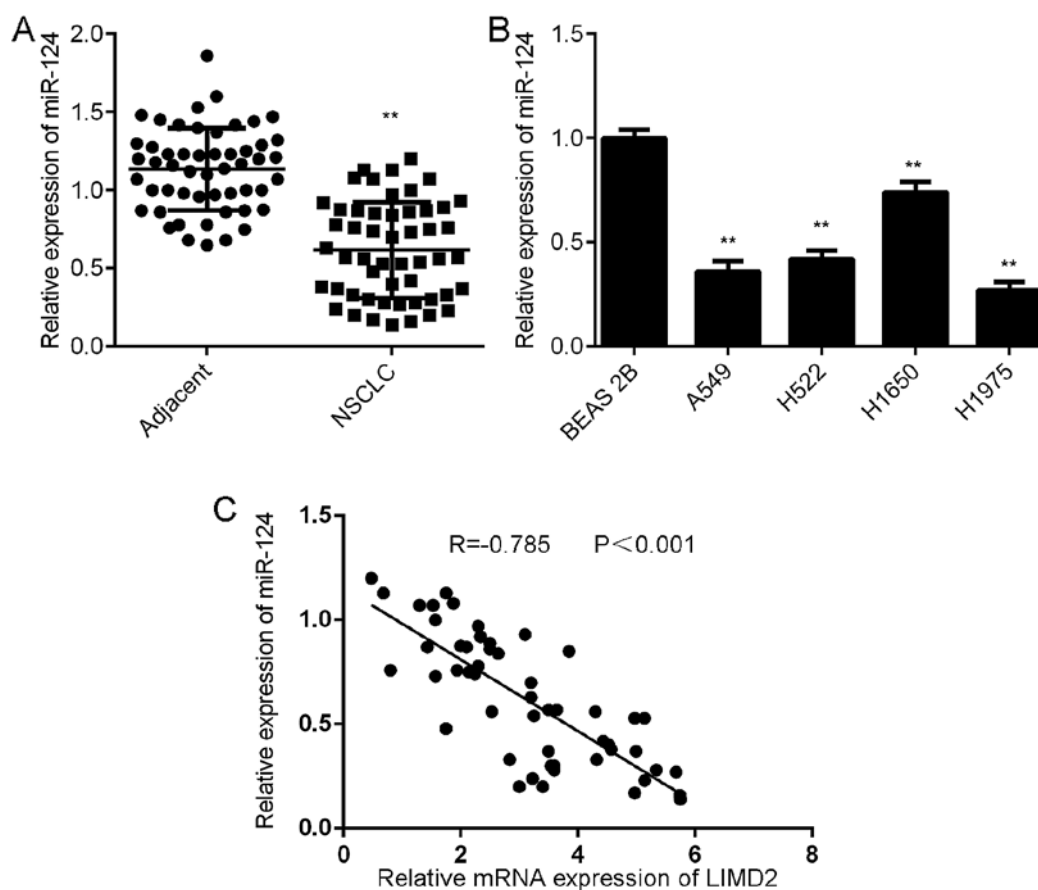 A
Relative expression of miR-124
2.0
1.5
1.0
0.5
0.0
**
Adjacent
NSCLC
B
Relative expression of miR-124
1.5
1.0
0.5
0.0
**
**
**
**
BEAS 2B
A549
H522
H1650
H1975
C
Relative expression of miR-124
1.5
1.0
0.5
0.0
R=-0.785 P<0.001
0 2 4 6 8
Relative mRNA expression of LIMD2